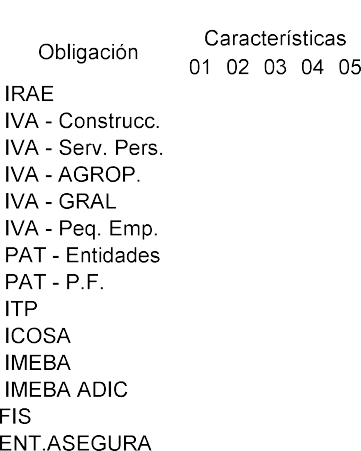 Características
Obligación
01 02 03 04 05
IRAE
IVA - Construcc.
IVA - Serv. Pers.
IVA - AGROP.
IVA - GRAL
IVA - Peq. Emp.
PAT - Entidades
PAT - P.F.
ITP
ICOSA
IMEBA
IMEBA ADIC
FIS
ENT.ASEGURA